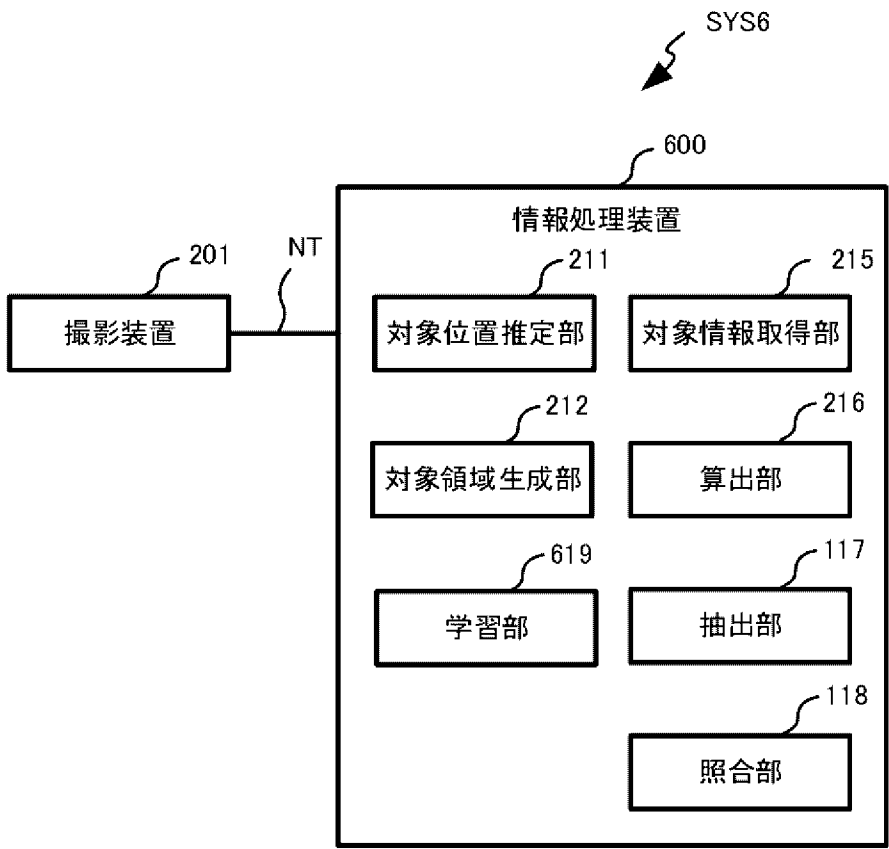 SYS6
600
情報処理装置
201
NT
211
215
撮影装置
対象位置推定部
対象情報取得部
212
216
対象領域生成部
算出部
619
117
学習部
抽出部
118
照合部